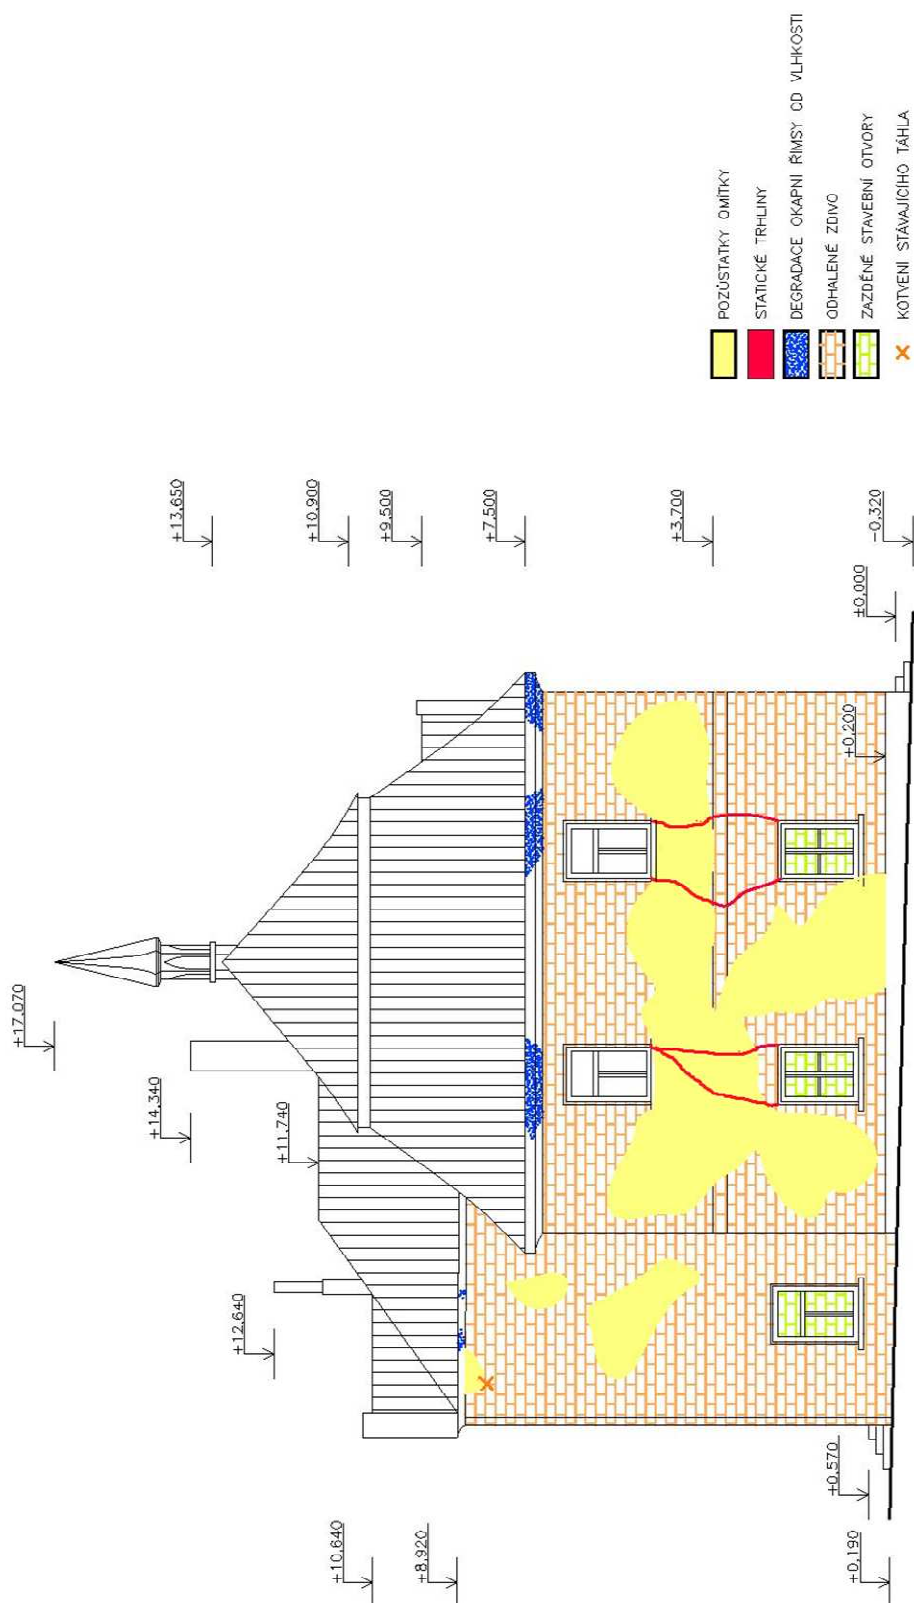 +17,070
+14,340
+13,650
+12,640
+11,740
+10,900
+10,640
+9,500
+8,920
+7,500
+3,700
+0,570
+0,200
+0,190
±0,000
-0,320
POZŮSTATKY OMÍTKY
STATICKÉ TRHLINY
DEGRADACE OKAPNÍ ŘÍMSY OD VLHKOSTI
ODHALENÉ ZDIVO
ZAZDĚNÉ STAVEBNÍ OTVORY
KOTVENÍ STÁVAJÍCÍHO TÁHLA